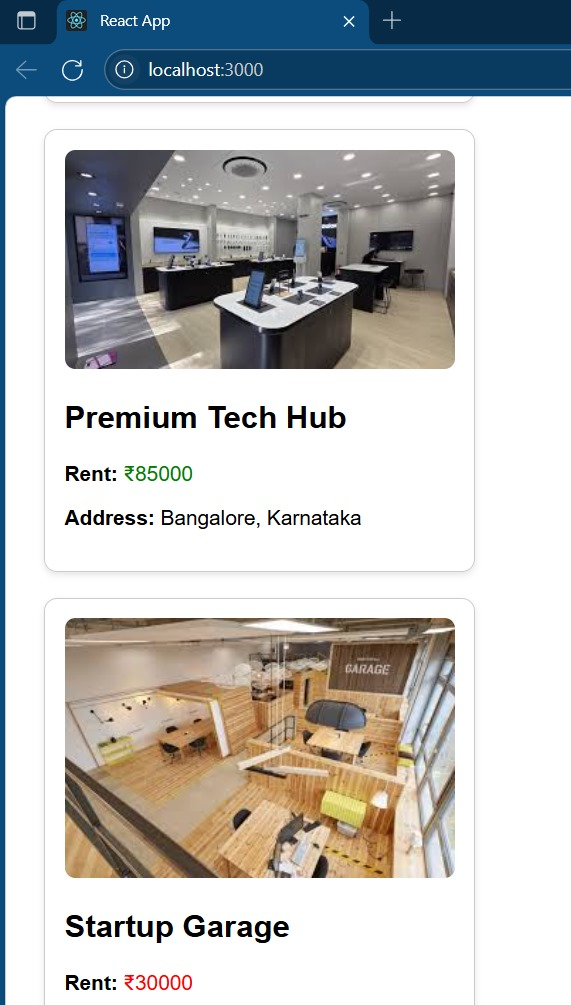 React App
localhost:3000
Premium Tech Hub
Rent: ₹85000
Address: Bangalore, Karnataka
GARAGE
Startup Garage
Rent: ₹30000